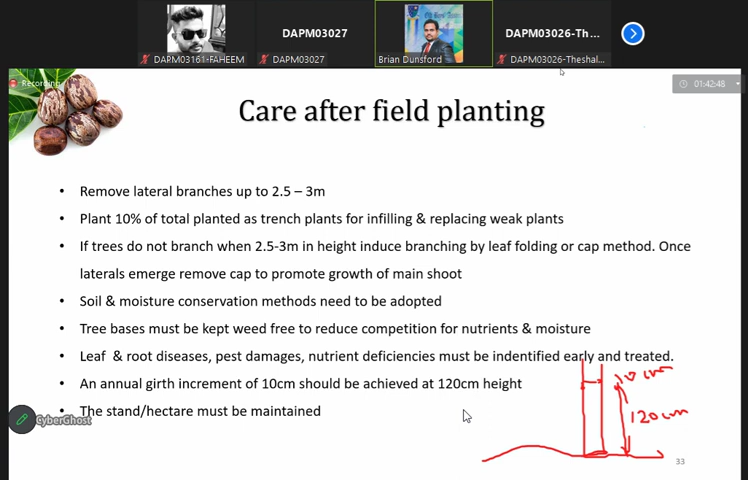 DAPM03027
DAPM03026-Th...
DARM03161-FAHEEM
DAPM03027
Brian Dunsford
DAPM03026-Theshal...
Recording
01:42:48
Care after field planting
• Remove lateral branches up to 2.5 – 3m
• Plant 10% of total planted as trench plants for infilling & replacing weak plants
• If trees do not branch when 2.5-3m in height induce branching by leaf folding or cap method. Once
laterals emerge remove cap to promote growth of main shoot
• Soil & moisture conservation methods need to be adopted
• Tree bases must be kept weed free to reduce competition for nutrients & moisture
• Leaf & root diseases, pest damages, nutrient deficiencies must be indentified early and treated.
• An annual girth increment of 10cm should be achieved at 120cm height
10 cm
120cm
• The stand/hectare must be maintained
CyberGhost
33